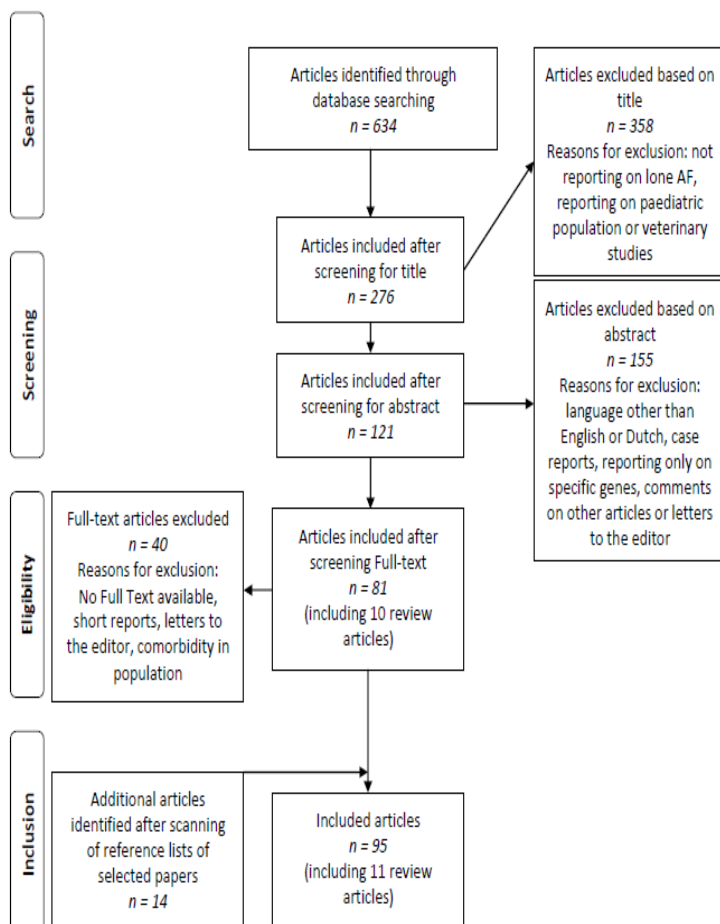 Search
Articles identified through
database searching
n = 634
Articles excluded based on
title
n = 358
Reasons for exclusion: not
reporting on lone AF,
reporting on paediatric
population or veterinary
studies
Screening
Articles included after
screening for title
n = 276
Articles included after
screening for abstract
n = 121
Articles excluded based on
abstract
n = 155
Reasons for exclusion:
language other than
English or Dutch, case
reports, reporting only on
specific genes, comments
on other articles or letters
to the editor
Eligibility
Full-text articles excluded
n = 40
Reasons for exclusion:
No Full Text available,
short reports, letters to
the editor, comorbidity in
population
Articles included after
screening Full-text
n = 81
(including 10 review
articles)
Inclusion
Additional articles
identified after scanning
of reference lists of
selected papers
n = 14
Included articles
n = 95
(including 11 review
articles)